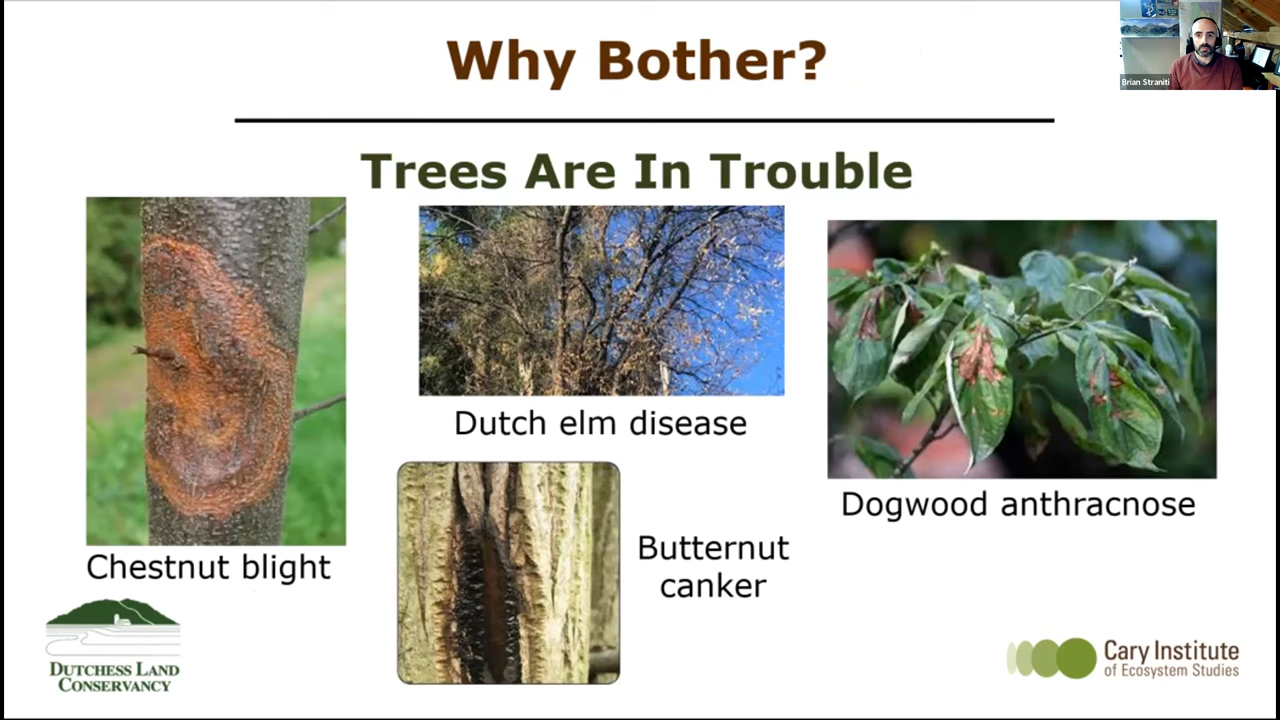 Why Bother?
Brian Straniti
Trees Are In Trouble
Dutch elm disease
Dogwood anthracnose
Butternut
canker
Chestnut blight
DUTCHESS LAND
CONSERVANCY
Cary Institute
of Ecosystem Studies